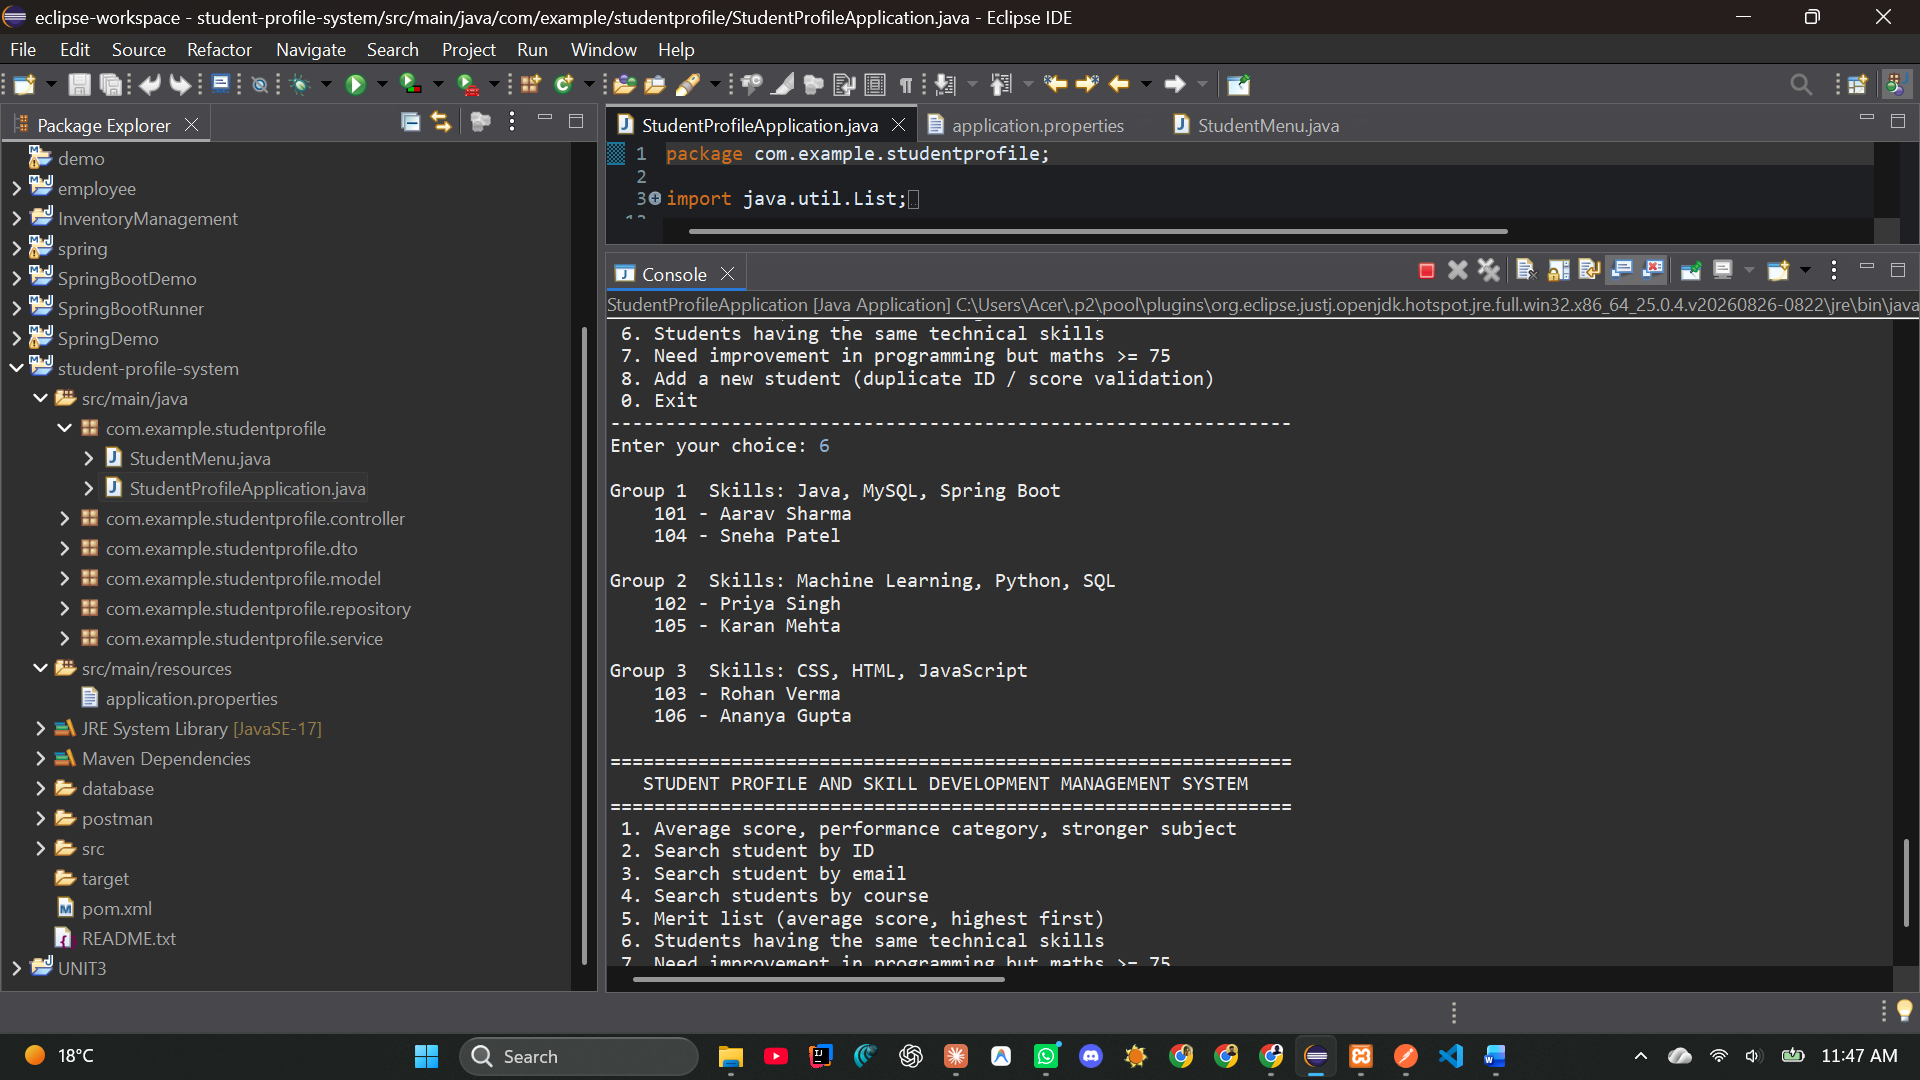 eclipse-workspace - student-profile-system/src/main/java/com/example/studentprofile/StudentProfileApplication.java - Eclipse IDE
File Edit Source Refactor Navigate Search Project Run Window Help
Package Explorer
demo
employee
InventoryManagement
spring
SpringBootDemo
SpringBootRunner
SpringDemo
student-profile-system
src/main/java
com.example.studentprofile
StudentMenu.java
StudentProfileApplication.java
com.example.studentprofile.controller
com.example.studentprofile.dto
com.example.studentprofile.model
com.example.studentprofile.repository
com.example.studentprofile.service
src/main/resources
application.properties
JRE System Library [JavaSE-17]
Maven Dependencies
database
postman
src
target
pom.xml
README.txt
UNIT3
StudentProfileApplication.java application.properties StudentMenu.java
1 package com.example.studentprofile;
2
3 import java.util.List;
Console
StudentProfileApplication [Java Application] C:\Users\Acer\.p2\pool\plugins\org.eclipse.justj.openjdk.hotspot.jre.full.win32.x86_64_25.0.4.v20260826-0822\jre\bin\java
6. Students having the same technical skills
7. Need improvement in programming but maths >= 75
8. Add a new student (duplicate ID / score validation)
0. Exit
--------------------------------------------------------------
Enter your choice: 6
Group 1  Skills: Java, MySQL, Spring Boot
101 - Aarav Sharma
104 - Sneha Patel
Group 2  Skills: Machine Learning, Python, SQL
102 - Priya Singh
105 - Karan Mehta
Group 3  Skills: CSS, HTML, JavaScript
103 - Rohan Verma
106 - Ananya Gupta
==============================================================
STUDENT PROFILE AND SKILL DEVELOPMENT MANAGEMENT SYSTEM
==============================================================
1. Average score, performance category, stronger subject
2. Search student by ID
3. Search student by email
4. Search students by course
5. Merit list (average score, highest first)
6. Students having the same technical skills
7. Need improvement in programming but maths >= 75
18°C
Search
11:47 AM